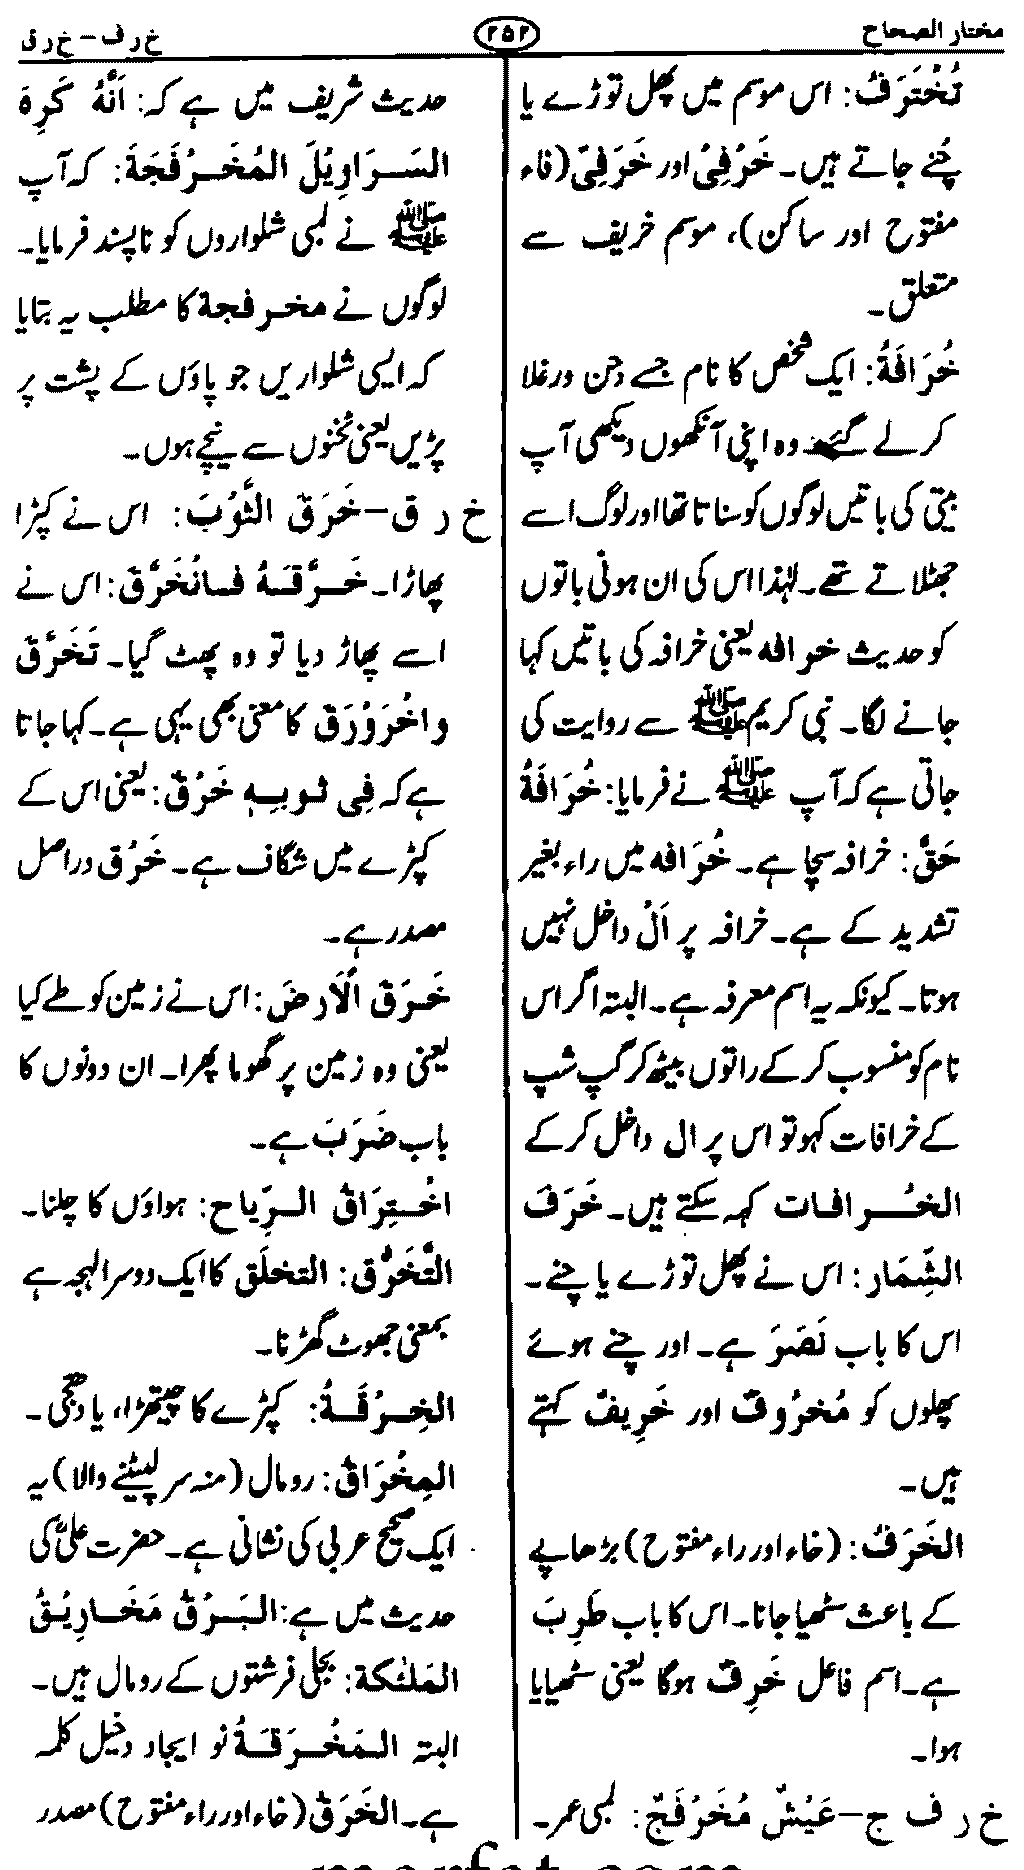 مختار الصحاح
۲۵۲
خ ر ف – خ ر ق
تُخْتَرَفُ: اس موسم میں پھل توڑے یا
چُنے جاتے ہیں۔ خَرْفِیٌ اور خَرَفِیٌ (فاء
مفتوح اور ساکن)، موسم خریف سے
متعلق۔
خُرَافَةُ: ایک شخص کا نام جسے جن ورغلا
کر لے گئے۔ وہ اپنی آنکھوں دیکھی آپ
بیتی کی باتیں لوگوں کو سناتا تھا اور لوگ اسے
جھٹلاتے تھے۔ لہٰذا اس کی ان ہونی باتوں
کو حدیث خرافه یعنی خرافہ کی باتیں کہا
جانے لگا۔ نبی کریم ﷺ سے روایت کی
جاتی ہے کہ آپ ﷺ نے فرمایا: خُرَافَةُ
حَقٌّ: خرافہ سچا ہے۔ خُرَافه میں راء بغیر
تشدید کے ہے۔ خرافہ پر اَلْ داخل نہیں
ہوتا۔ کیونکہ یہ اسم معرفہ ہے۔ البتہ اگر اس
نام کو منسوب کر کے راتوں بیٹھ کر گپ شپ
کے خرافات کہو تو اس پر ال داخل کر کے
الخُرافات کہہ سکتے ہیں۔ خَرَفَ
الثِّمَار: اس نے پھل توڑے یا چنے۔
اس کا باب نَصَرَ ہے۔ اور چنے ہوئے
پھلوں کو مُخرُوفٌ اور خَرِیفٌ کہتے
ہیں۔
الخَرَفُ: (خاء اور راء مفتوح) بڑھاپے
کے باعث سٹھیا جانا۔ اس کا باب طَرِبَ
ہے۔ اسم فاعل خَرِفٌ ہوگا یعنی سٹھیایا
ہوا۔
خ ر ف ج – عَیْشٌ مُخَرْفَجٌ: لمبی عمر۔
حدیث شریف میں ہے کہ: اَنَّهُ كَرِهَ
السَرَاوِيْلَ المُخَرْفَجَةَ: کہ آپ
ﷺ نے لمبی شلواروں کو ناپسند فرمایا۔
لوگوں نے مخرفجة کا مطلب یہ بتایا
کہ ایسی شلواریں جو پاؤں کے پشت پر
پڑیں یعنی ٹخنوں سے نیچے ہوں۔
خ ر ق – خَرَقَ الثَّوْبَ: اس نے کپڑا
پھاڑا۔ خَرَّقَهُ فَانْخَرَّقَ: اس نے
اسے پھاڑ دیا تو وہ پھٹ گیا۔ تَخَرَّقَ
و اخْرَوْرَقَ کا معنی بھی یہی ہے۔ کہا جاتا
ہے کہ فِي ثوبِهِ خَرْقٌ: یعنی اس کے
کپڑے میں شگاف ہے۔ خَرْق دراصل
مصدر ہے۔
خَرَقَ الْاَرضَ: اس نے زمین کو طے کیا
یعنی وہ زمین پر گھوما پھرا۔ ان دونوں کا
باب ضَرَبَ ہے۔
اخْتِرَاقُ الرِّیاح: ہواؤں کا چلنا۔
التَّخَرُّق: التخلَق کا ایک دوسرا لہجہ ہے
بمعنی جھوٹ گھڑنا۔
الخِرْقَةُ: کپڑے کا چیتھڑا، یا دھجی۔
المِخْرَاقُ: رومال (منہ سر لپیٹنے والا) یہ
ایک صحیح عربی کی نشانی ہے۔ حضرت علیؓ کی
حدیث میں ہے: البَرْقُ مَخَارِيْقُ
المَلٰئكة: بجلی فرشتوں کے رومال ہیں۔
البتہ المَخْرَقَةُ نو ایجاد دخیل کلمہ
ہے۔ الخَرَقُ (خاء اور راء مفتوح) مصدر